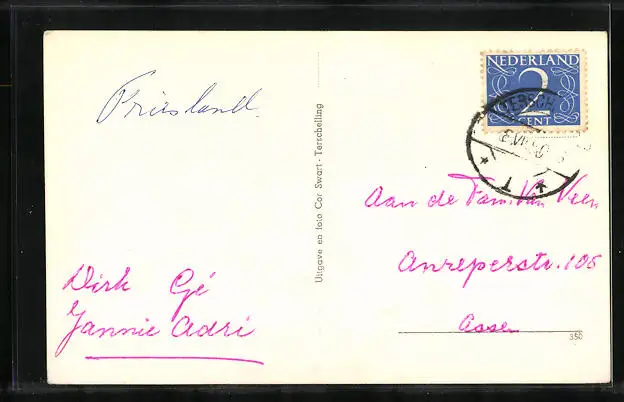 Friesland.
NEDERLAND
2
CENT
Uitgave en foto Cor Swart - Terschelling
Aan de Fam. Van Veen
Anreperstr. 105
Assen
Dirk Gé
Jannie Adri
350